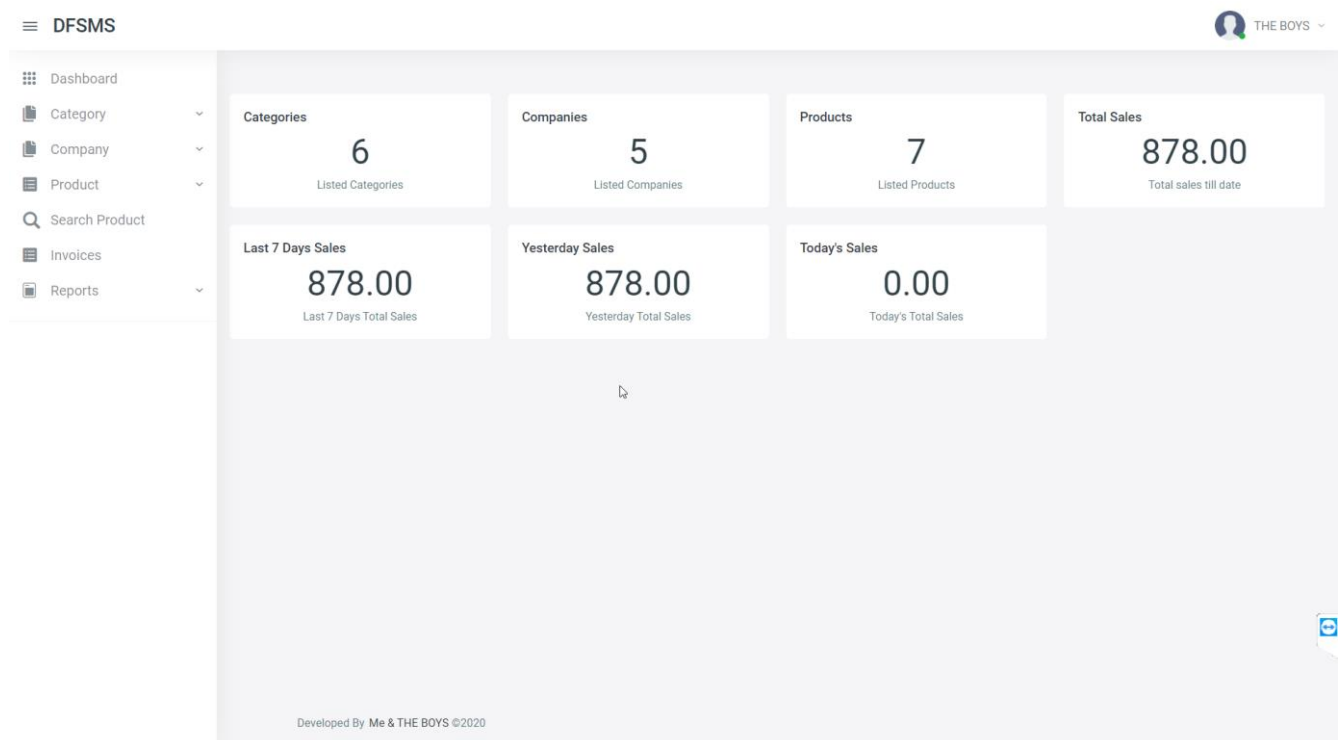 DFSMS
THE BOYS
Dashboard
Category
Company
Product
Search Product
Invoices
Reports
Categories
6
Listed Categories
Companies
5
Listed Companies
Products
7
Listed Products
Total Sales
878.00
Total sales till date
Last 7 Days Sales
878.00
Last 7 Days Total Sales
Yesterday Sales
878.00
Yesterday Total Sales
Today's Sales
0.00
Today's Total Sales
Developed By Me & THE BOYS ©2020